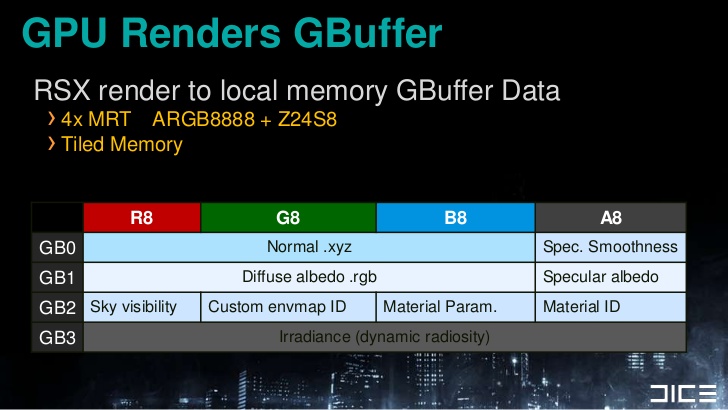 GPU Renders GBuffer
RSX render to local memory GBuffer Data
› 4x MRT ARGB8888 + Z24S8
› Tiled Memory
R8 G8 B8 A8
GB0 Normal .xyz Spec. Smoothness
GB1 Diffuse albedo .rgb Specular albedo
GB2 Sky visibility Custom envmap ID Material Param. Material ID
GB3 Irradiance (dynamic radiosity)
DICE